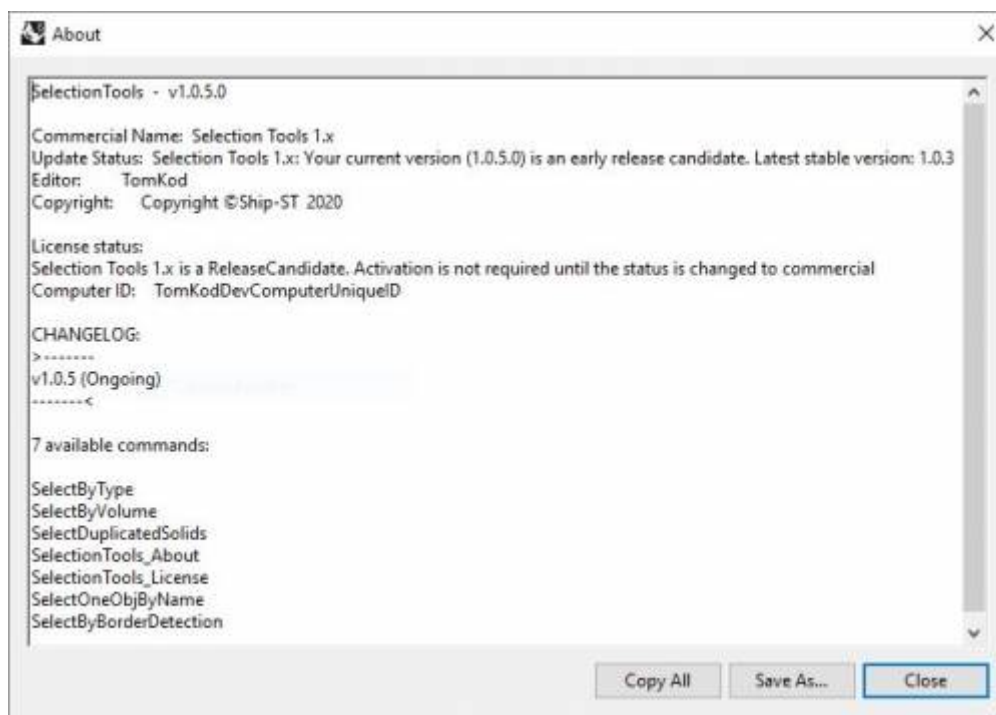 About
SelectionTools - v1.0.5.0
Commercial Name: Selection Tools 1.x
Update Status: Selection Tools 1.x: Your current version (1.0.5.0) is an early release candidate. Latest stable version: 1.0.3
Editor: TomKod
Copyright: Copyright ©Ship-ST 2020
License status:
Selection Tools 1.x is a ReleaseCandidate. Activation is not required until the status is changed to commercial
Computer ID: TomKodDevComputerUniqueID
CHANGELOG:
>-------
v1.0.5 (Ongoing)
-------<
7 available commands:
SelectByType
SelectByVolume
SelectDuplicatedSolids
SelectionTools_About
SelectionTools_License
SelectOneObjByName
SelectByBorderDetection
Copy All
Save As...
Close